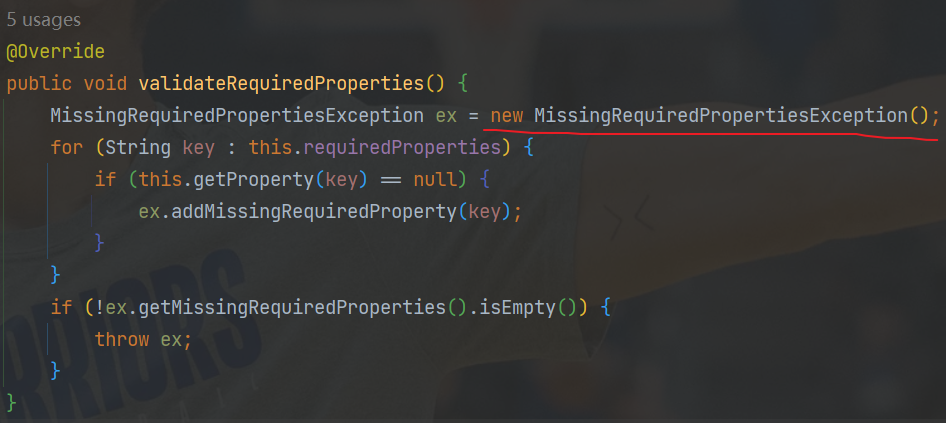 5 usages
@Override
public void validateRequiredProperties() {
MissingRequiredPropertiesException ex = new MissingRequiredPropertiesException();
for (String key : this.requiredProperties) {
if (this.getProperty(key) == null) {
ex.addMissingRequiredProperty(key);
}
}
if (!ex.getMissingRequiredProperties().isEmpty()) {
throw ex;
}
}
RRIORS